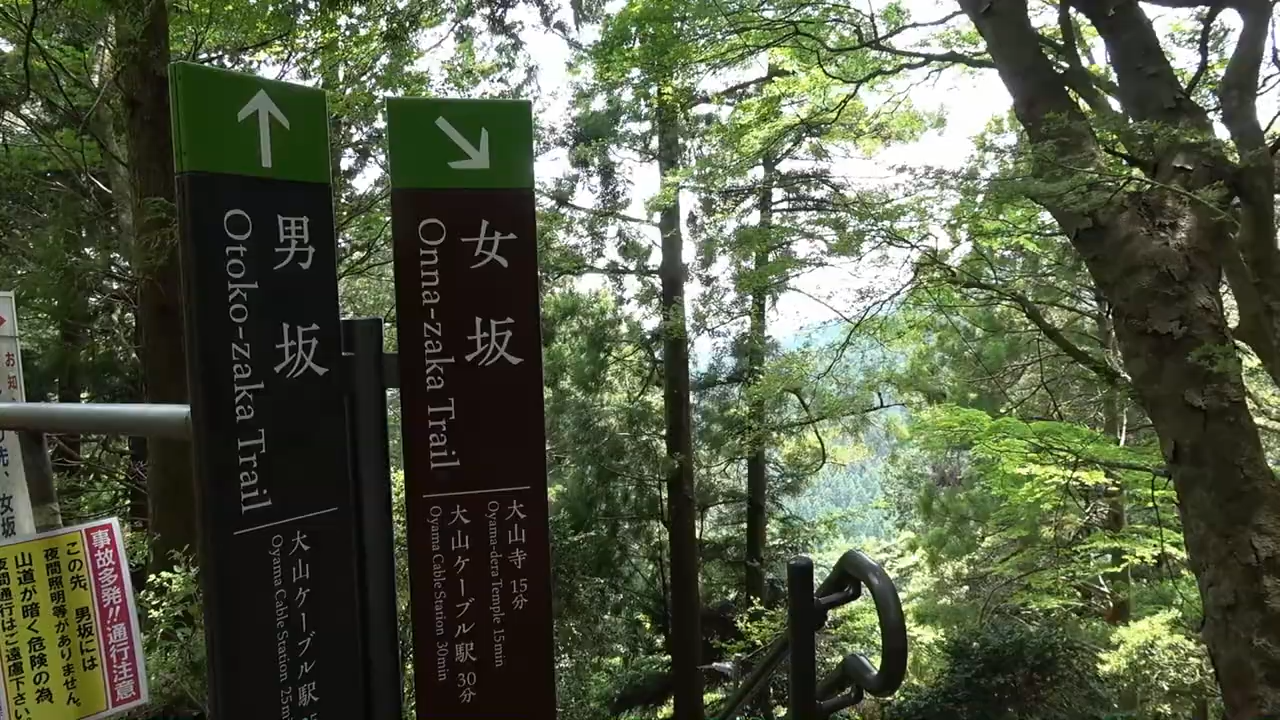 男坂
Otoko-zaka Trail
大山ケーブル駅
Oyama Cable Station 25m
女坂
Onna-zaka Trail
大山寺 15分
Oyama-dera Temple 15min
大山ケーブル駅 30分
Oyama Cable Station 30min
お知
先、
女坂
事故多発!!通行注意
この先、男坂には
夜間照明等がありません。
山道が暗く危険の為、
夜間通行はご遠慮下さい。